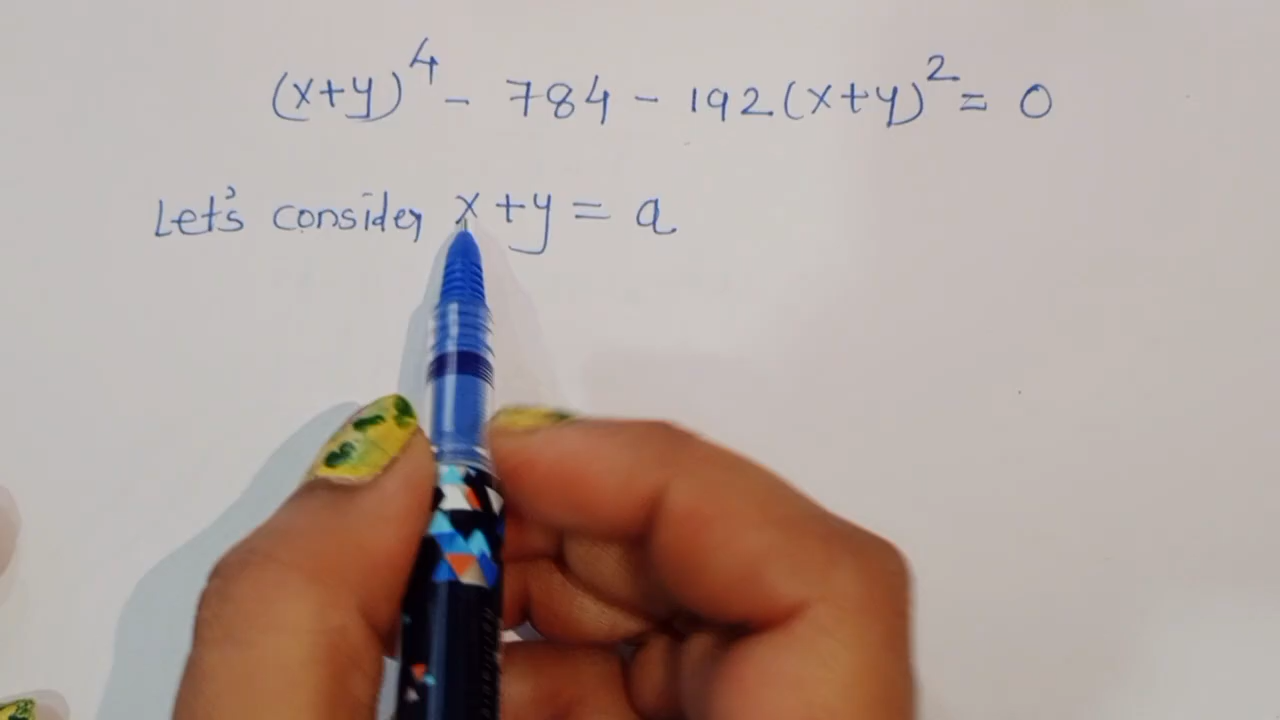 (x+y)⁴ - 784 - 192(x+y)² = 0
Let's consider x + y = a